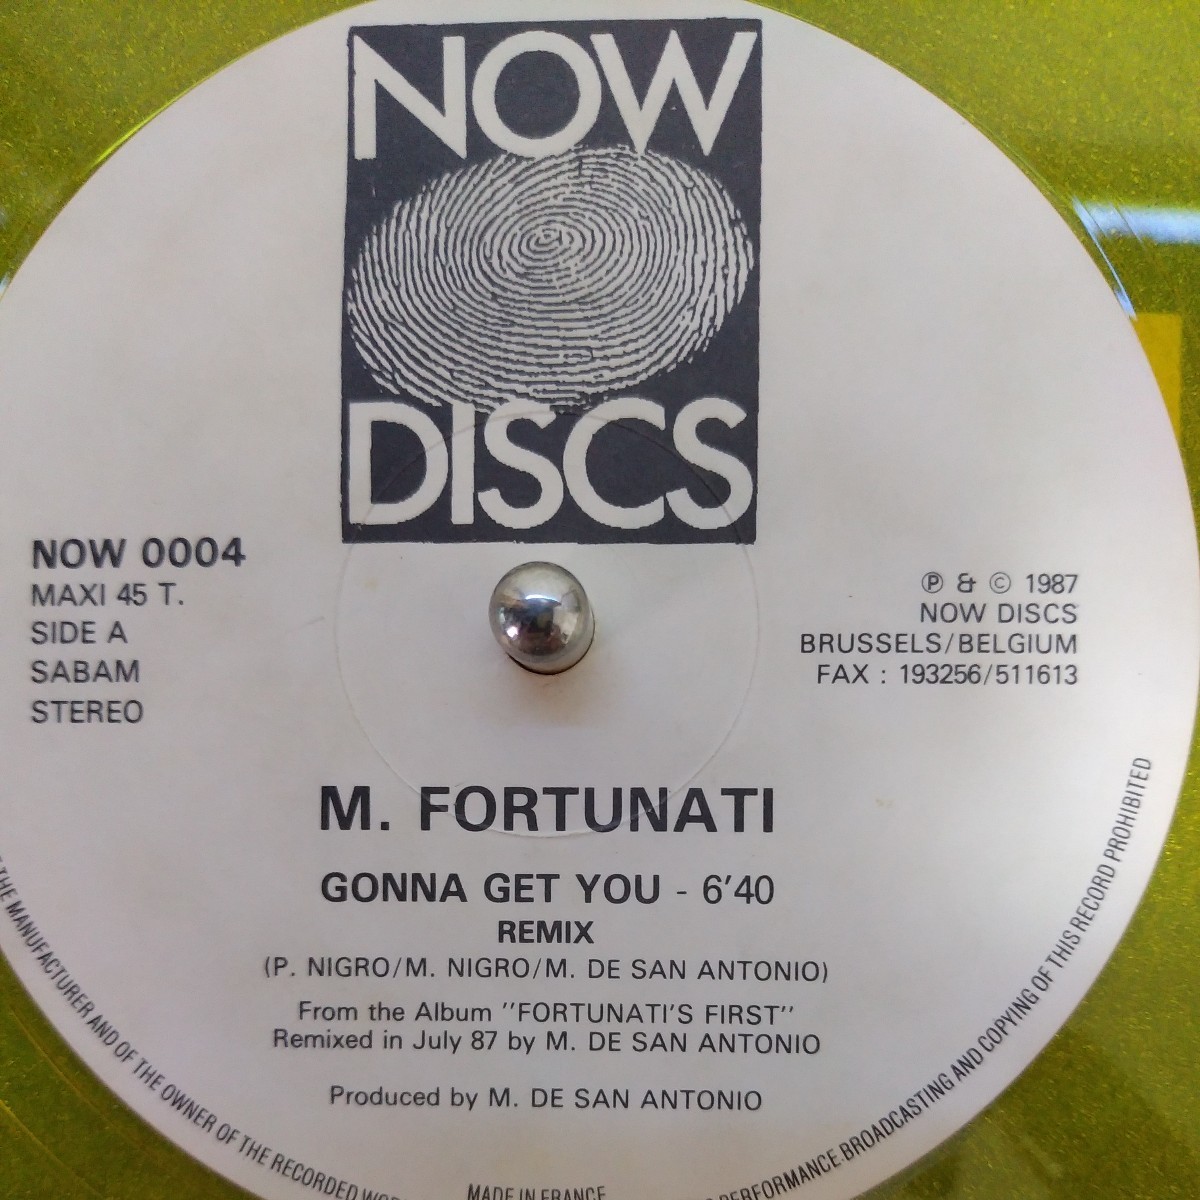 NOW
DISCS
NOW 0004
MAXI 45 T.
SIDE A
SABAM
STEREO
Ⓟ & © 1987
NOW DISCS
BRUSSELS/BELGIUM
FAX : 193256/511613
M. FORTUNATI
GONNA GET YOU - 6'40
REMIX
(P. NIGRO/M. NIGRO/M. DE SAN ANTONIO)
From the Album "FORTUNATI'S FIRST"
Remixed in July 87 by M. DE SAN ANTONIO
Produced by M. DE SAN ANTONIO
THE MANUFACTURER AND OF THE OWNER OF THE RECORDED
PERFORMANCE.BROADCASTING AND COPYING OF THIS RECORD PROHIBITED
MADE IN FRANCE